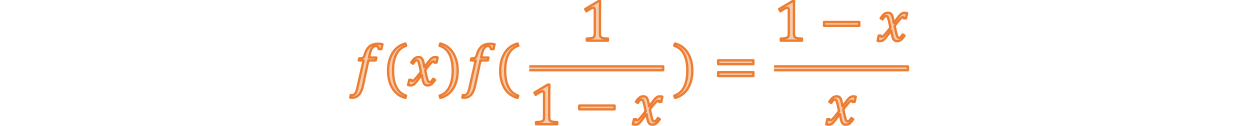 f(x)f(1/(1 − x)) = (1 − x)/x